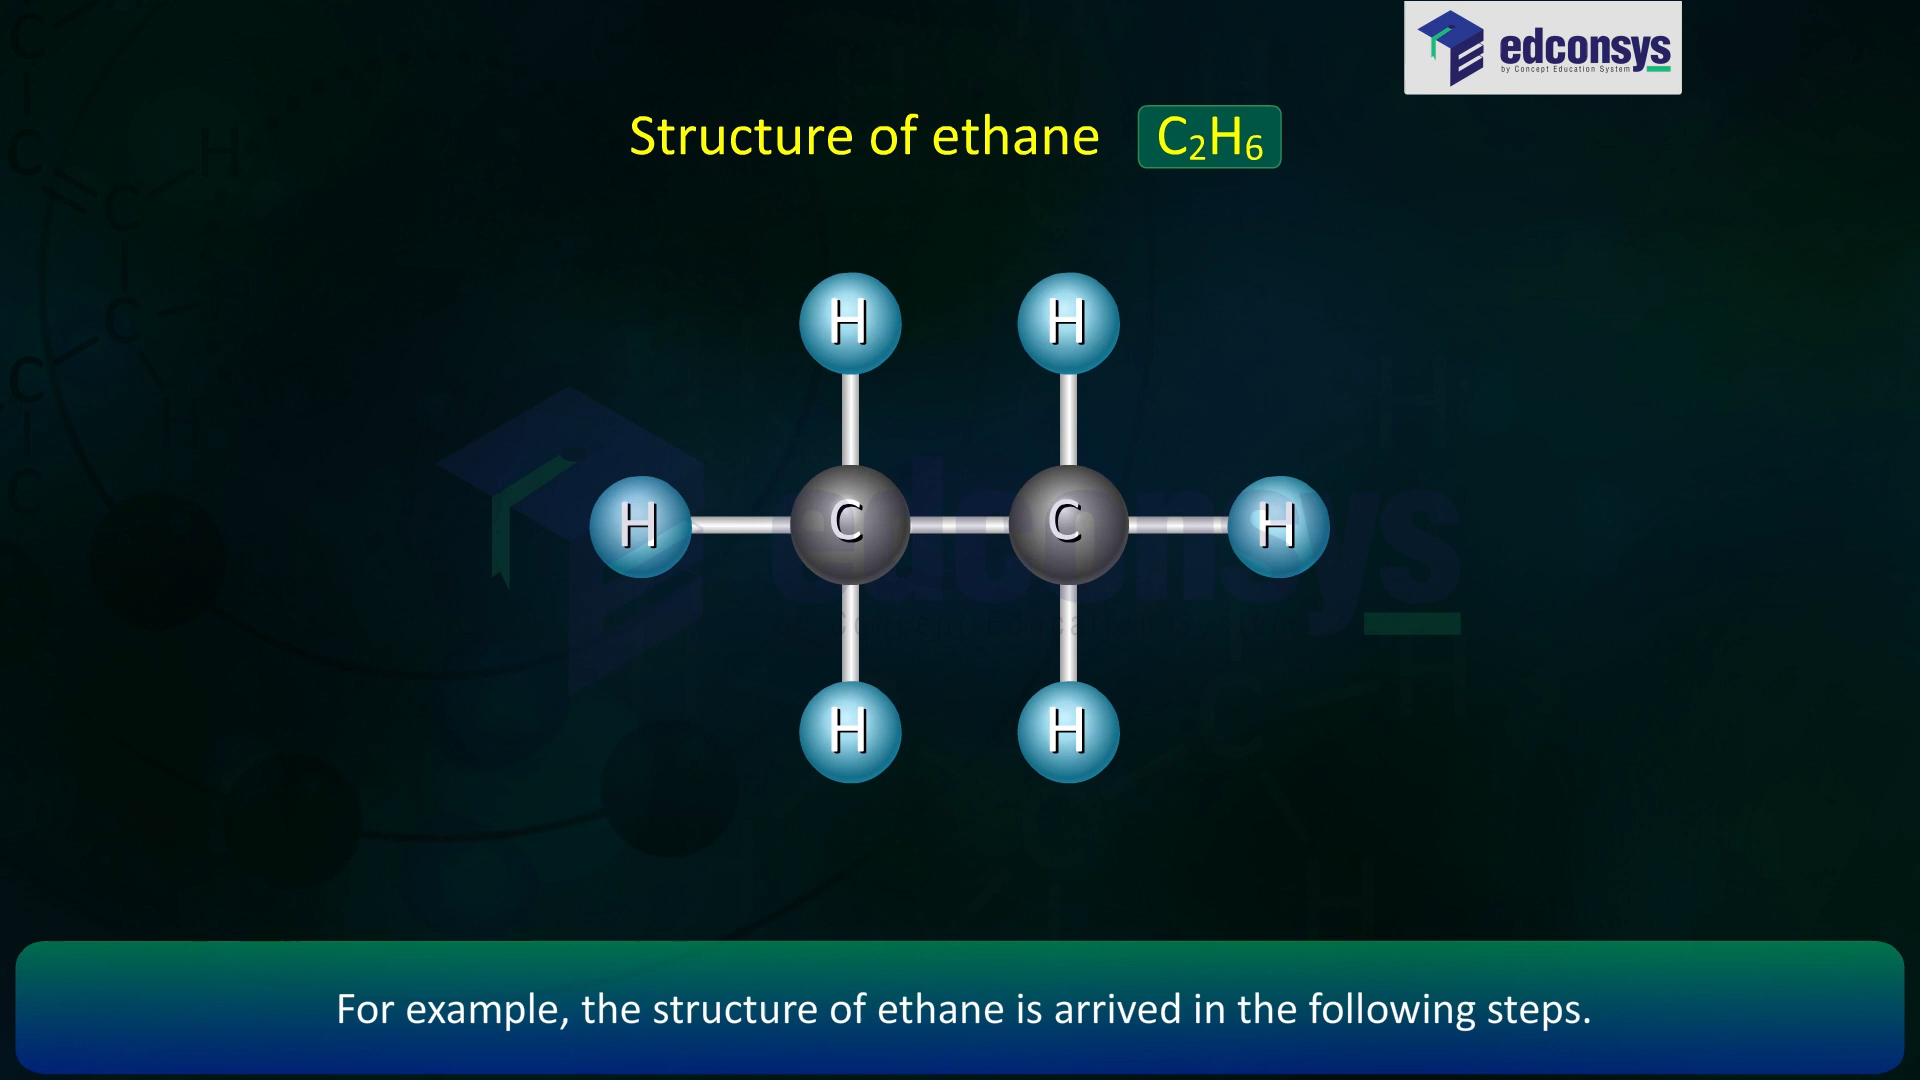 edconsys
by Concept Education System
Structure of ethane C₂H₆
H H
H C C H
H H
For example, the structure of ethane is arrived in the following steps.